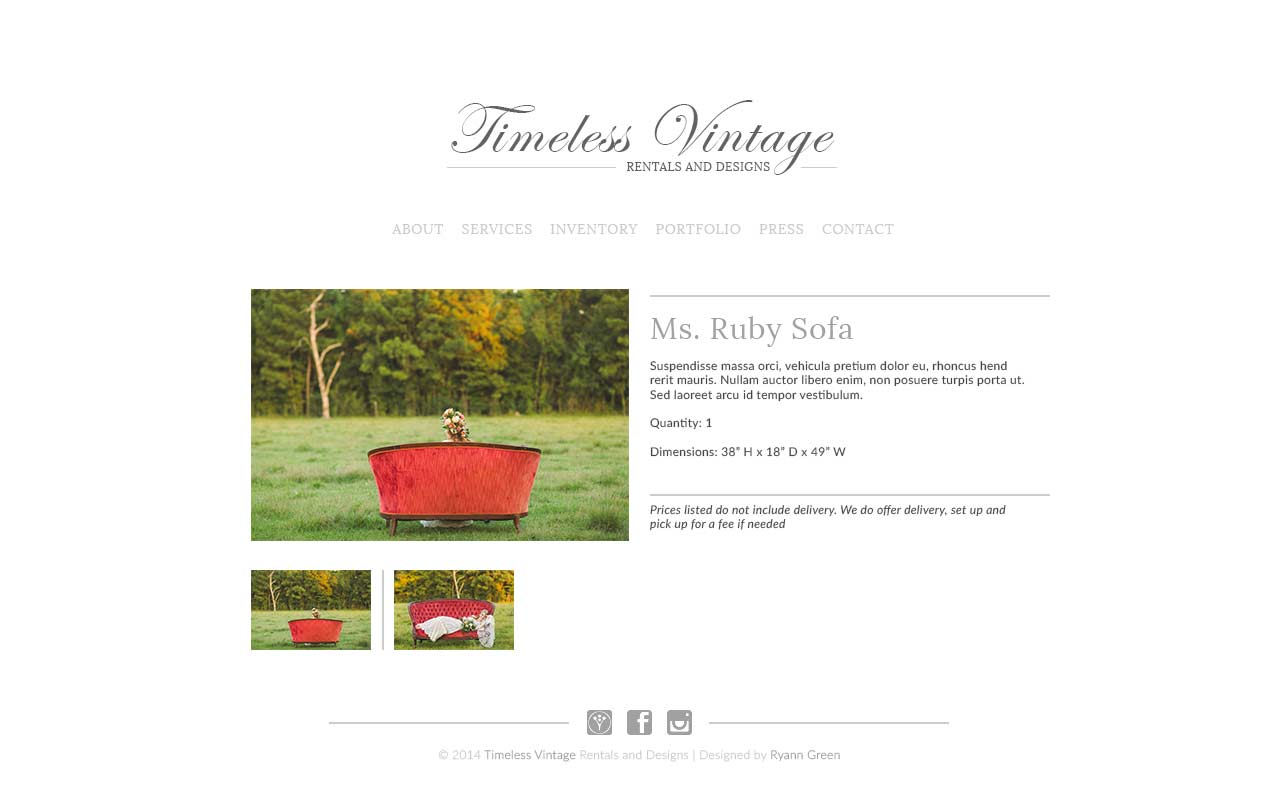 Timeless Vintage
RENTALS AND DESIGNS
ABOUT SERVICES INVENTORY PORTFOLIO PRESS CONTACT
Ms. Ruby Sofa
Suspendisse massa orci, vehicula pretium dolor eu, rhoncus hend
rerit mauris. Nullam auctor libero enim, non posuere turpis porta ut.
Sed laoreet arcu id tempor vestibulum.
Quantity: 1
Dimensions: 38” H x 18” D x 49” W
Prices listed do not include delivery. We do offer delivery, set up and
pick up for a fee if needed
© 2014 Timeless Vintage Rentals and Designs | Designed by Ryann Green